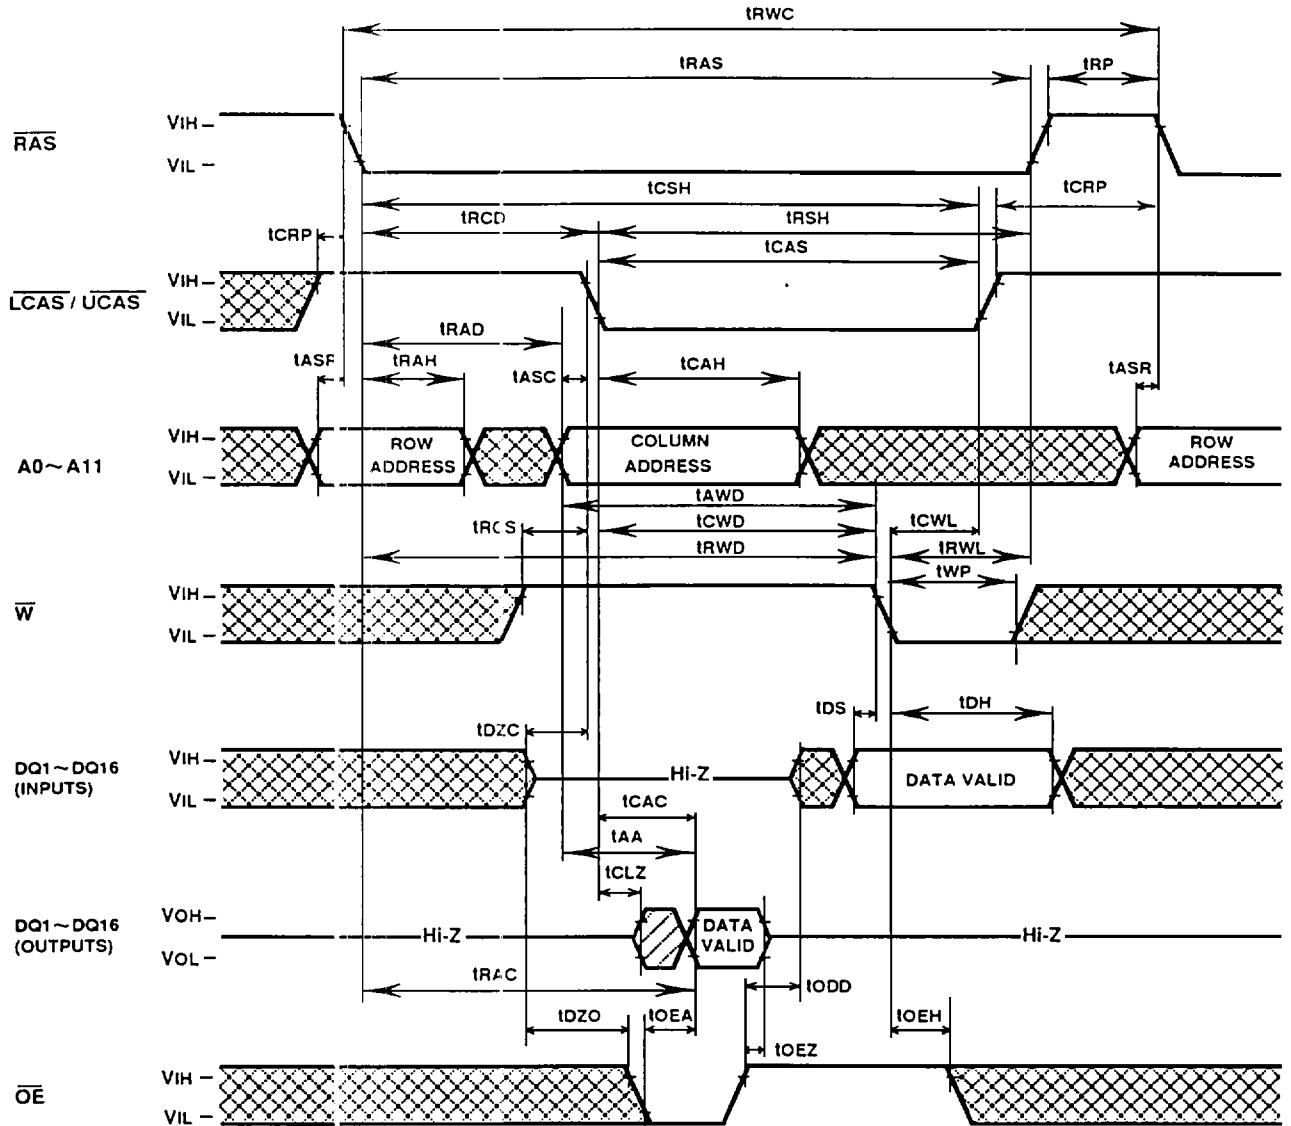 tRWC
tRAS
tRP
RAS
VIH
VIL
tCSH
tRCD
tRSH
tCRP
tCRP
tCAS
LCAS / UCAS
VIH
VIL
tRAD
tASR
tRAH
tASC
tCAH
tASR
A0~A11
VIH
VIL
ROW
ADDRESS
COLUMN
ADDRESS
ROW
ADDRESS
tAWD
tRCS
tCWD
tCWL
tRWD
tRWL
tWP
W
VIH
VIL
tDS
tDH
tDZC
DQ1~DQ16
(INPUTS)
VIH
VIL
Hi-Z
DATA VALID
tCAC
tAA
tCLZ
DQ1~DQ16
(OUTPUTS)
VOH
VOL
Hi-Z
DATA
VALID
Hi-Z
tRAC
tODD
tDZO
tOEA
tOEH
tOEZ
OE
VIH
VIL